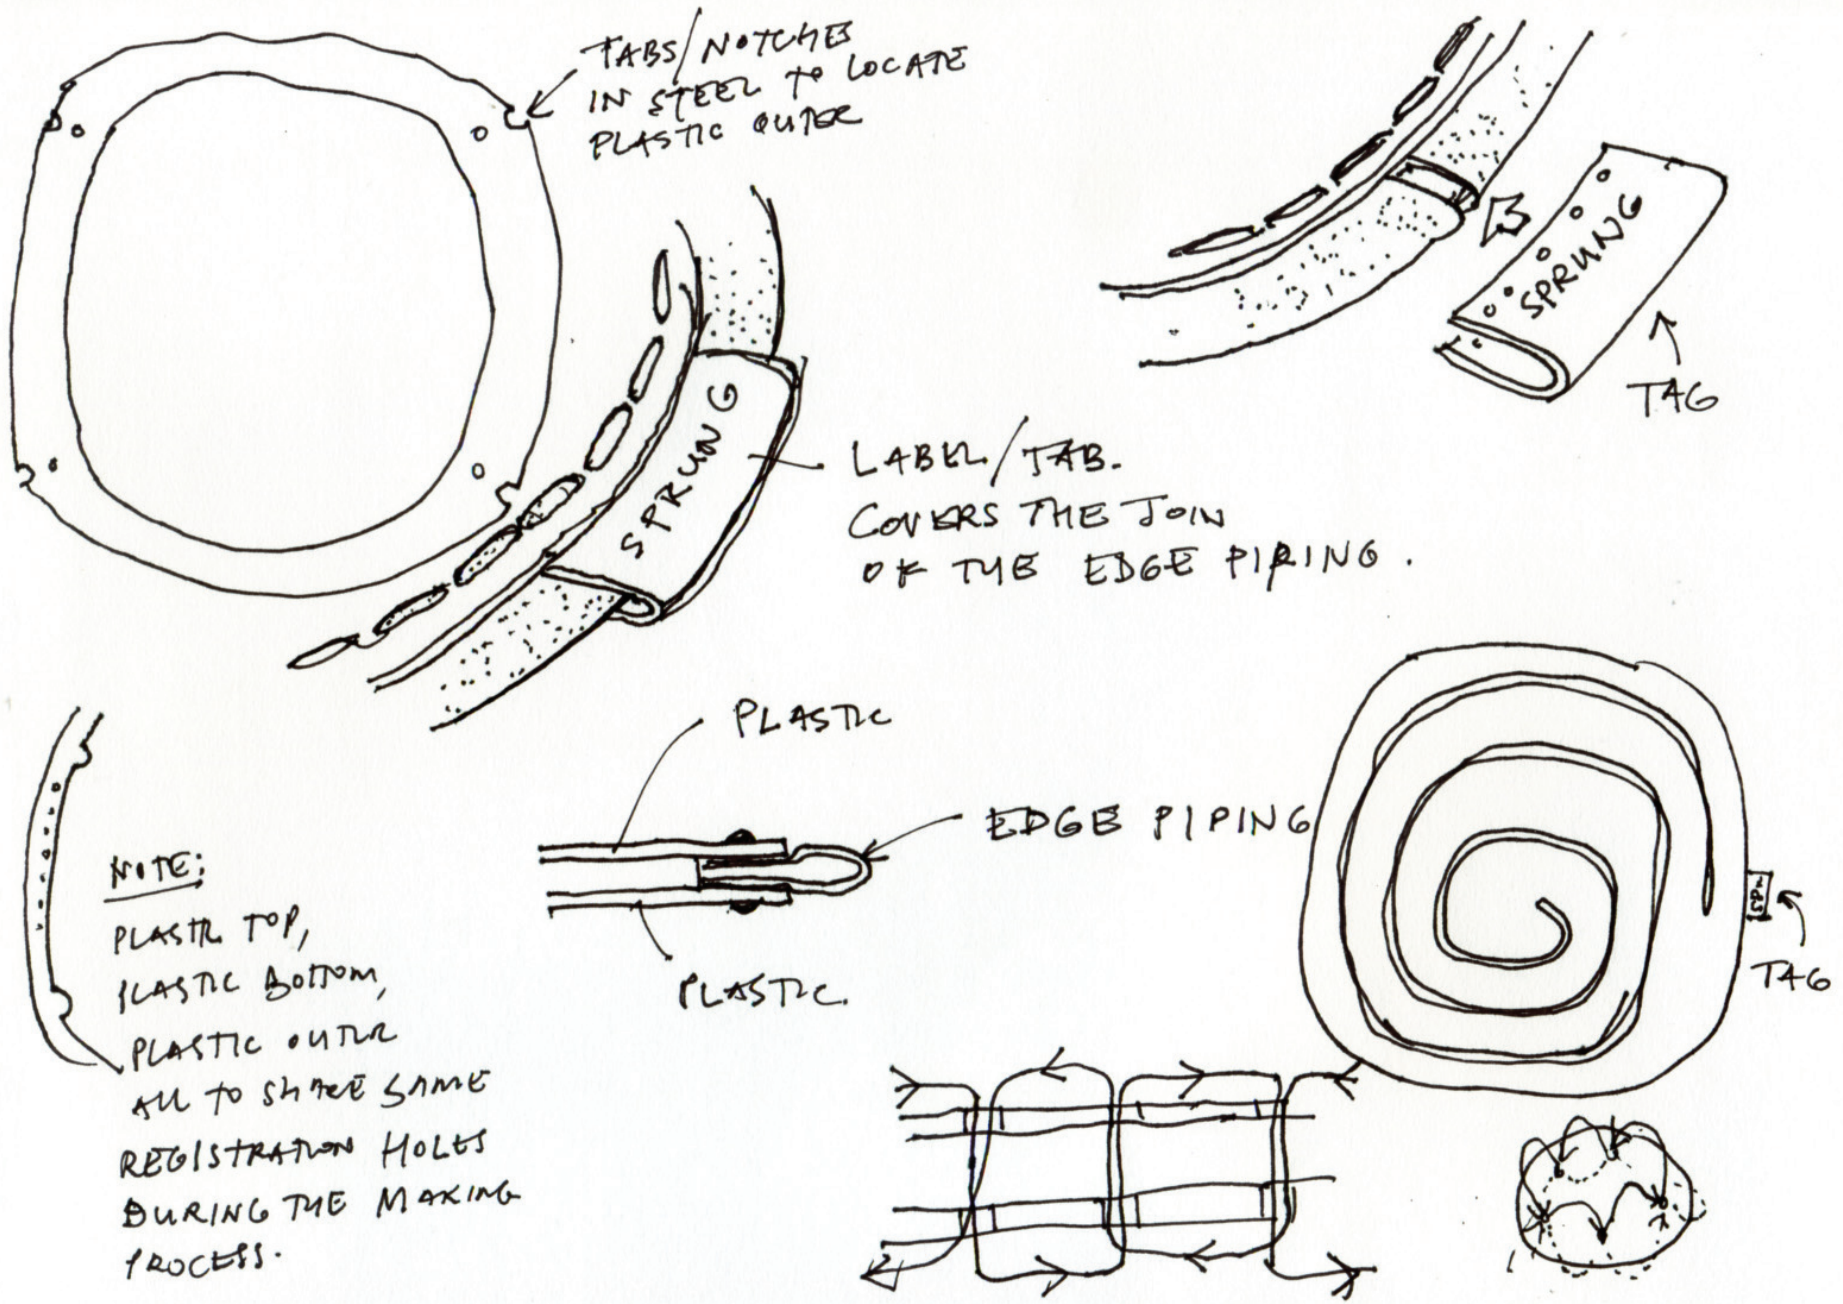 TABS/NOTCHES
IN STEEL TO LOCATE
PLASTIC OUTER
SPRUNG
TAG
SPRUNG
LABEL/TAB.
COVERS THE JOIN
OF THE EDGE PIPING.
PLASTIC
EDGE PIPING
PLASTIC.
TAG
NOTE:
PLASTIC TOP,
PLASTIC BOTTOM,
PLASTIC OUTER
ALL TO SHARE SAME
REGISTRATION HOLES
DURING THE MAKING
PROCESS.